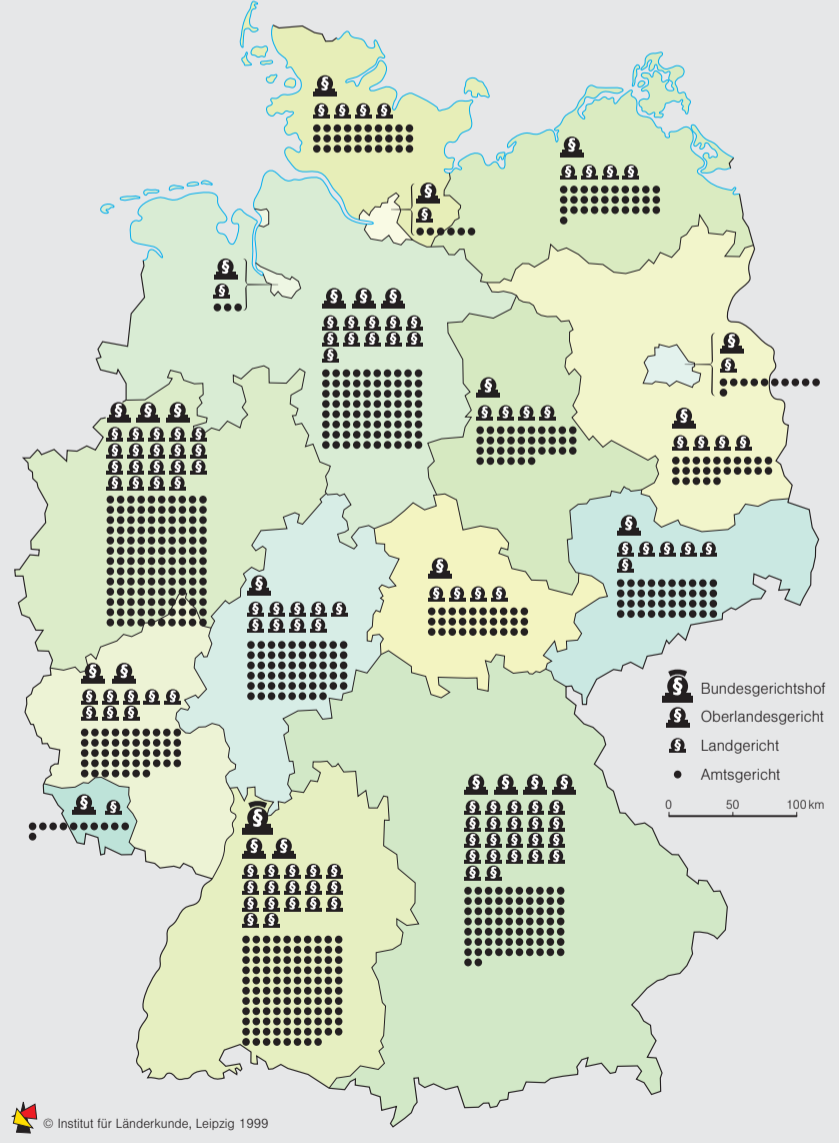 Bundesgerichtshof
Oberlandesgericht
Landgericht
Amtsgericht
0 50 100 km
© Institut für Länderkunde, Leipzig 1999